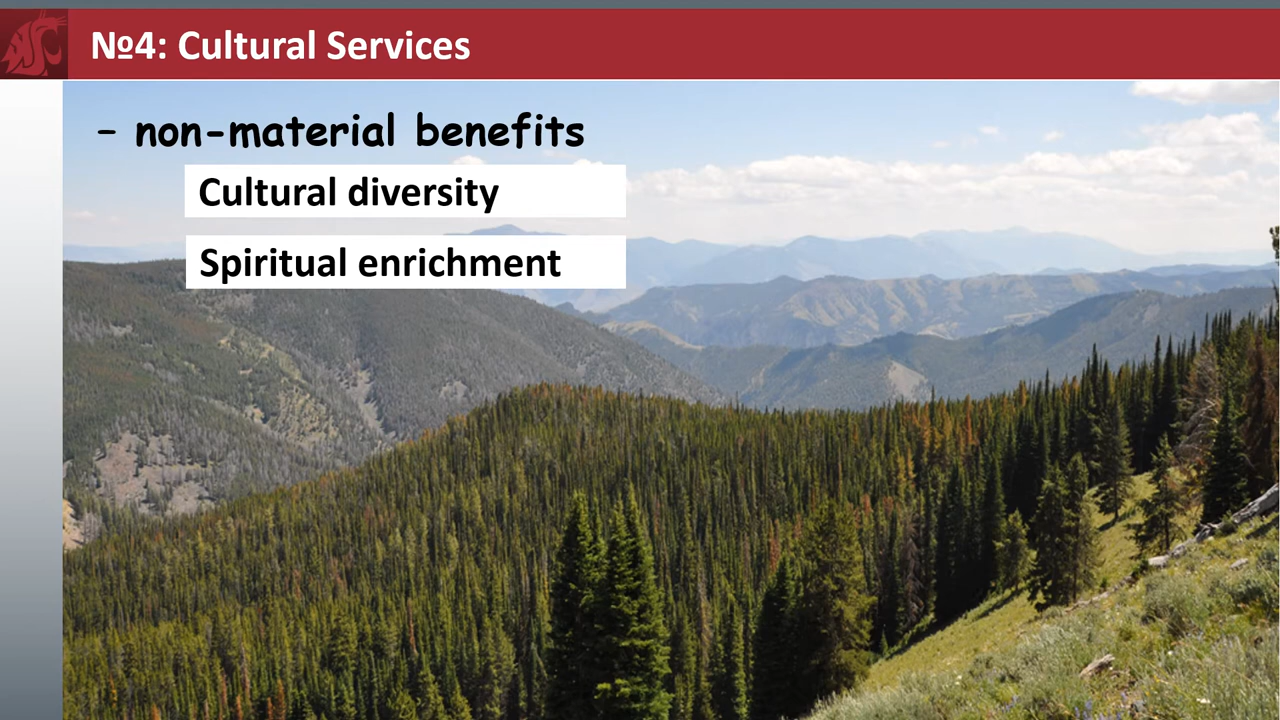 №4: Cultural Services
– non-material benefits
Cultural diversity
Spiritual enrichment